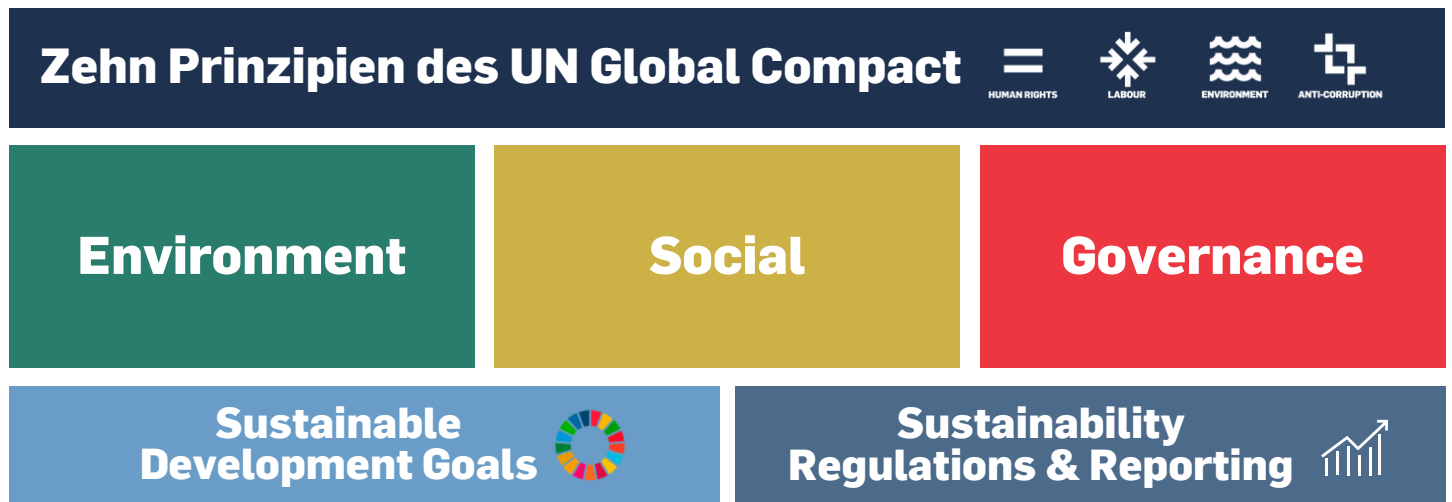 Zehn Prinzipien des UN Global Compact
HUMAN RIGHTS
LABOUR
ENVIRONMENT
ANTI-CORRUPTION
Environment
Social
Governance
Sustainable
Development Goals
Sustainability
Regulations & Reporting